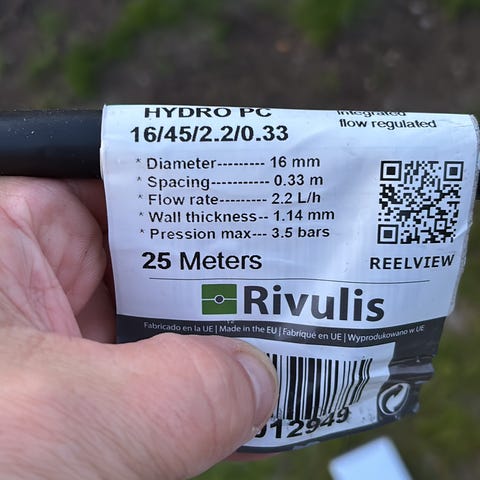 HYDRO PC
integrated
flow regulated
16/45/2.2/0.33
* Diameter--------- 16 mm
* Spacing----------- 0.33 m
* Flow rate--------- 2.2 L/h
* Wall thickness-- 1.14 mm
* Pression max--- 3.5 bars
25 Meters
REELVIEW
Rivulis
Fabricado en la UE | Made in the EU | Fabriqué en UE | Wyprodukowano w UE
012949